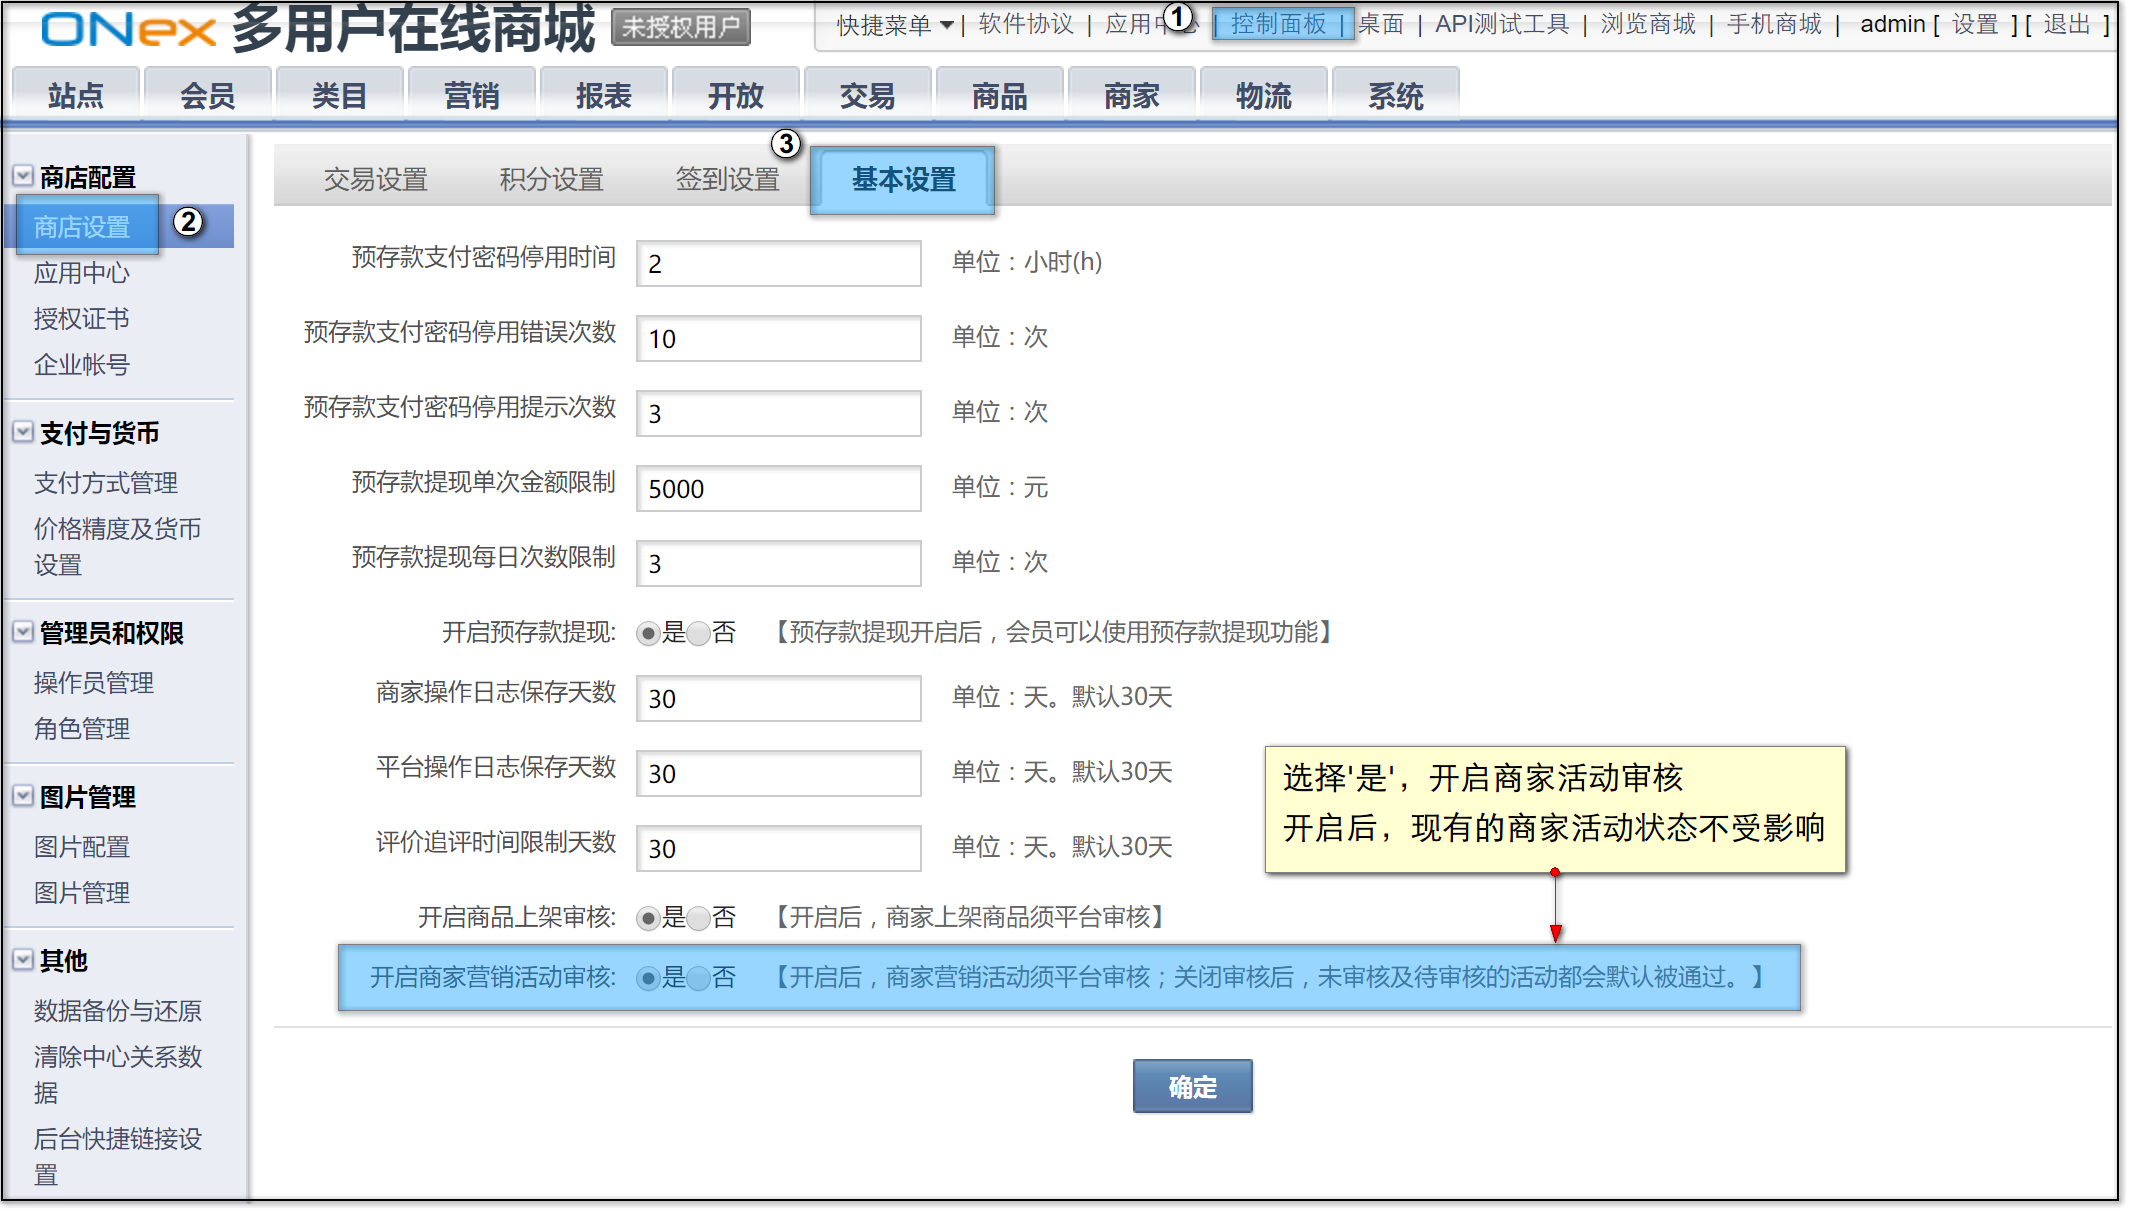 ONex 多用户在线商城 未授权用户
快捷菜单 | 软件协议 | 应用中 | 控制面板 | 桌面 | API测试工具 | 浏览商城 | 手机商城 | admin [ 设置 ] [ 退出 ]
1
站点 会员 类目 营销 报表 开放 交易 商品 商家 物流 系统
商店配置
商店设置
2
应用中心
授权证书
企业帐号
支付与货币
支付方式管理
价格精度及货币
设置
管理员和权限
操作员管理
角色管理
图片管理
图片配置
图片管理
其他
数据备份与还原
清除中心关系数
据
后台快捷链接设
置
3
交易设置 积分设置 签到设置 基本设置
预存款支付密码停用时间 2 单位：小时(h)
预存款支付密码停用错误次数 10 单位：次
预存款支付密码停用提示次数 3 单位：次
预存款提现单次金额限制 5000 单位：元
预存款提现每日次数限制 3 单位：次
开启预存款提现: 是 否 【预存款提现开启后，会员可以使用预存款提现功能】
商家操作日志保存天数 30 单位：天。默认30天
平台操作日志保存天数 30 单位：天。默认30天
评价追评时间限制天数 30 单位：天。默认30天
选择'是'，开启商家活动审核
开启后，现有的商家活动状态不受影响
开启商品上架审核: 是 否 【开启后，商家上架商品须平台审核】
开启商家营销活动审核: 是 否 【开启后，商家营销活动须平台审核；关闭审核后，未审核及待审核的活动都会默认被通过。】
确定